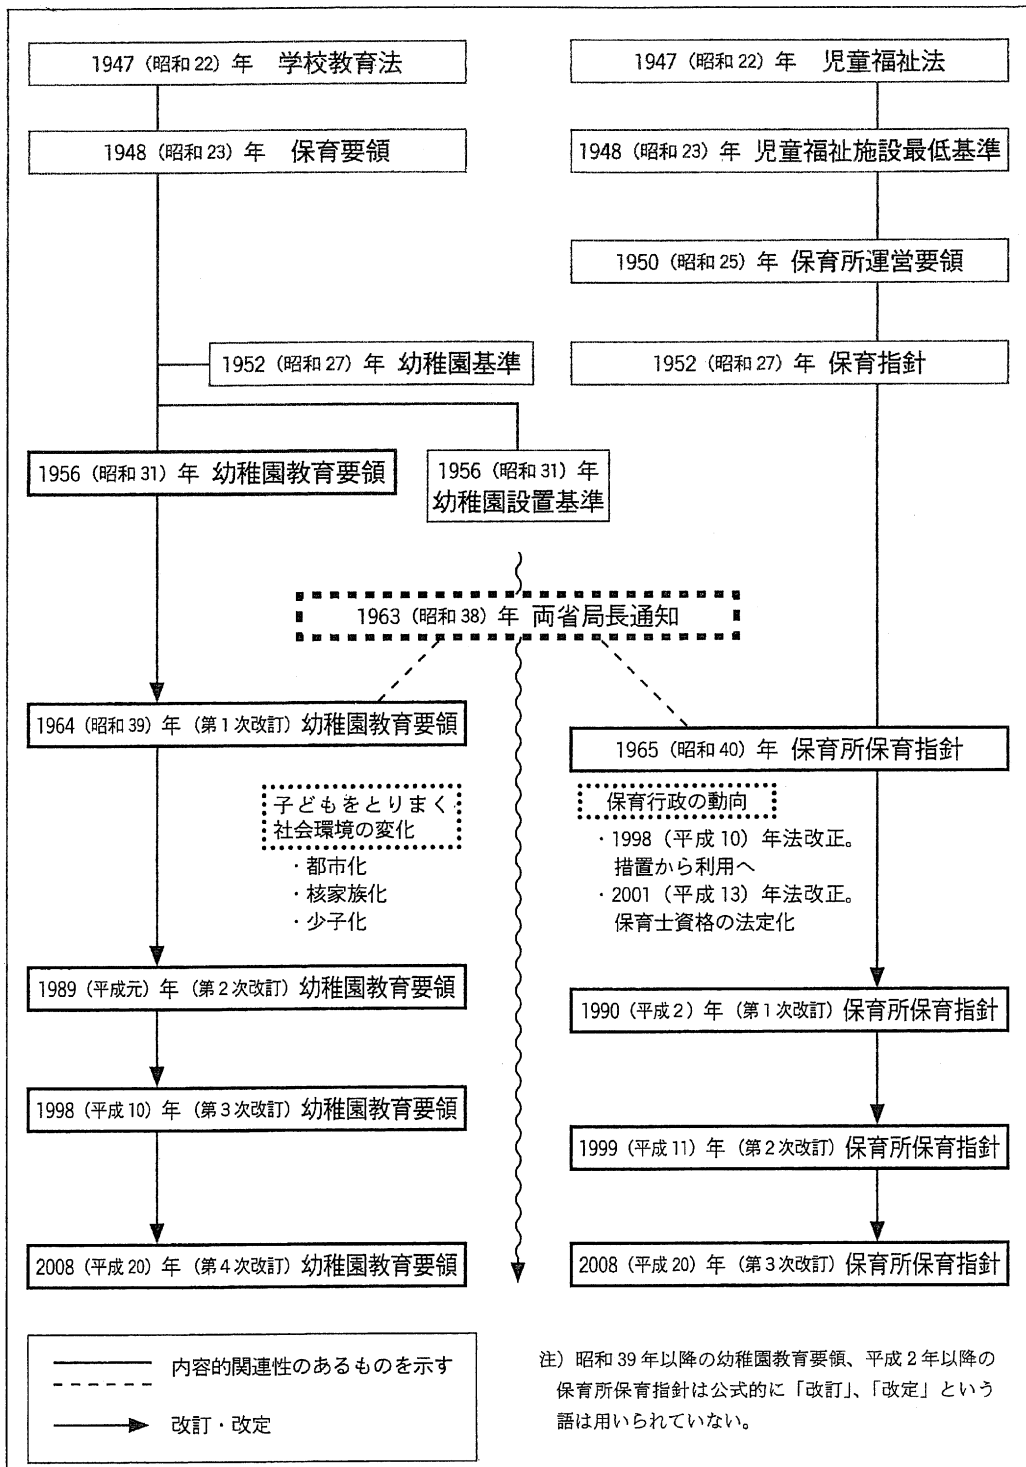 1947（昭和22）年 学校教育法
1947（昭和22）年 児童福祉法
1948（昭和23）年 保育要領
1948（昭和23）年 児童福祉施設最低基準
1950（昭和25）年 保育所運営要領
1952（昭和27）年 幼稚園基準
1952（昭和27）年 保育指針
1956（昭和31）年 幼稚園教育要領
1956（昭和31）年
幼稚園設置基準
1963（昭和38）年 両省局長通知
1964（昭和39）年（第1次改訂）幼稚園教育要領
1965（昭和40）年 保育所保育指針
子どもをとりまく
社会環境の変化
・都市化
・核家族化
・少子化
保育行政の動向
・1998（平成10）年法改正。
措置から利用へ
・2001（平成13）年法改正。
保育士資格の法定化
1989（平成元）年（第2次改訂）幼稚園教育要領
1990（平成2）年（第1次改訂）保育所保育指針
1998（平成10）年（第3次改訂）幼稚園教育要領
1999（平成11）年（第2次改訂）保育所保育指針
2008（平成20）年（第4次改訂）幼稚園教育要領
2008（平成20）年（第3次改訂）保育所保育指針
内容的関連性のあるものを示す
改訂・改定
注）昭和39年以降の幼稚園教育要領、平成2年以降の
保育所保育指針は公式的に「改訂」、「改定」という
語は用いられていない。